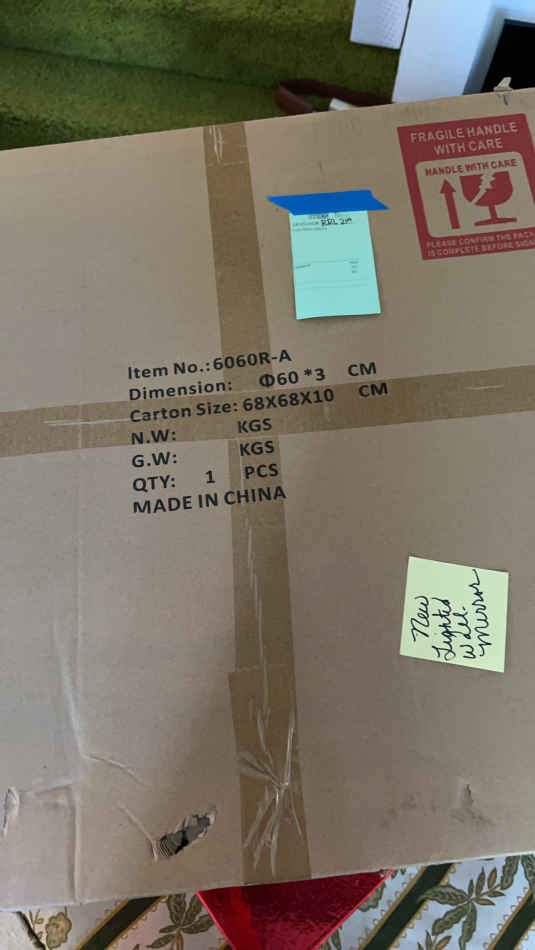 FRAGILE HANDLE
WITH CARE
HANDLE WITH CARE
PLEASE CONFIRM THE PACK
IS COMPLETE BEFORE SIGN
Item No.:6060R-A
Dimension: Φ60 *3 CM
Carton Size: 68X68X10 CM
N.W: KGS
G.W: KGS
QTY: 1 PCS
MADE IN CHINA
New
Lighted
Wall
Mirror